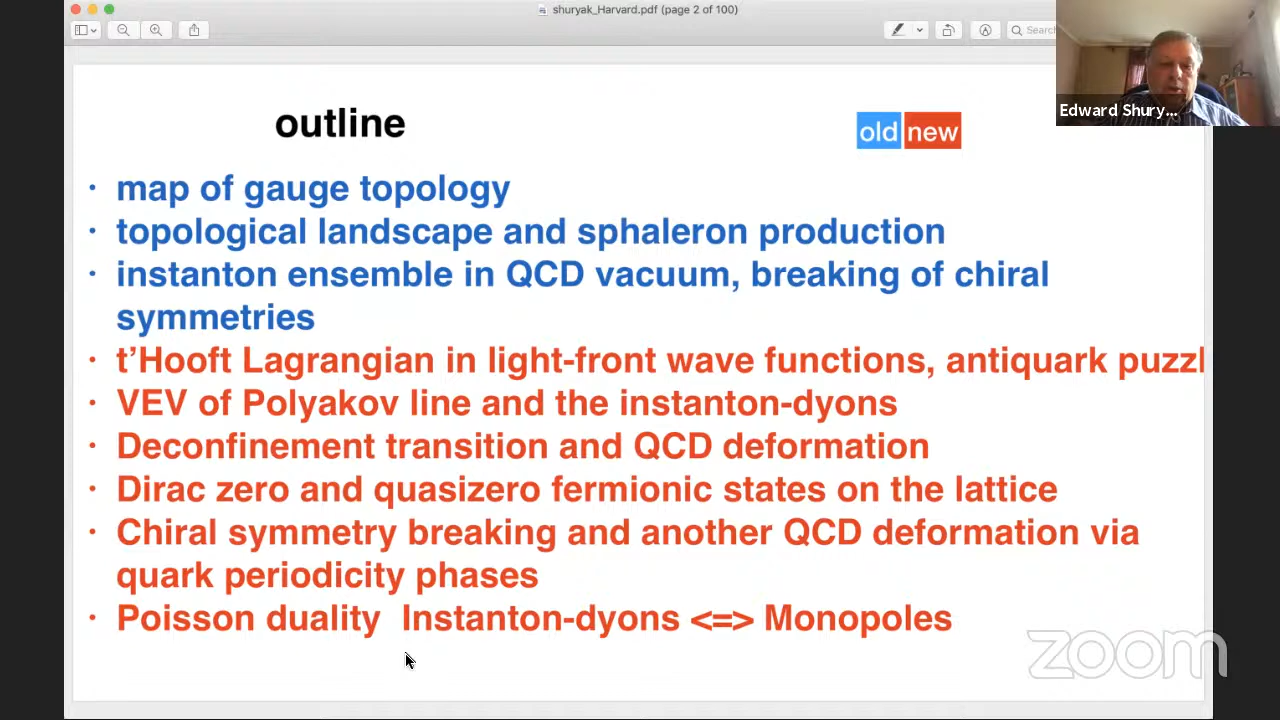 shuryak_Harvard.pdf (page 2 of 100)
Search
Edward Shury...
outline
old new
· map of gauge topology
· topological landscape and sphaleron production
· instanton ensemble in QCD vacuum, breaking of chiral
symmetries
· t’Hooft Lagrangian in light-front wave functions, antiquark puzzl
· VEV of Polyakov line and the instanton-dyons
· Deconfinement transition and QCD deformation
· Dirac zero and quasizero fermionic states on the lattice
· Chiral symmetry breaking and another QCD deformation via
quark periodicity phases
· Poisson duality Instanton-dyons <=> Monopoles
zoom